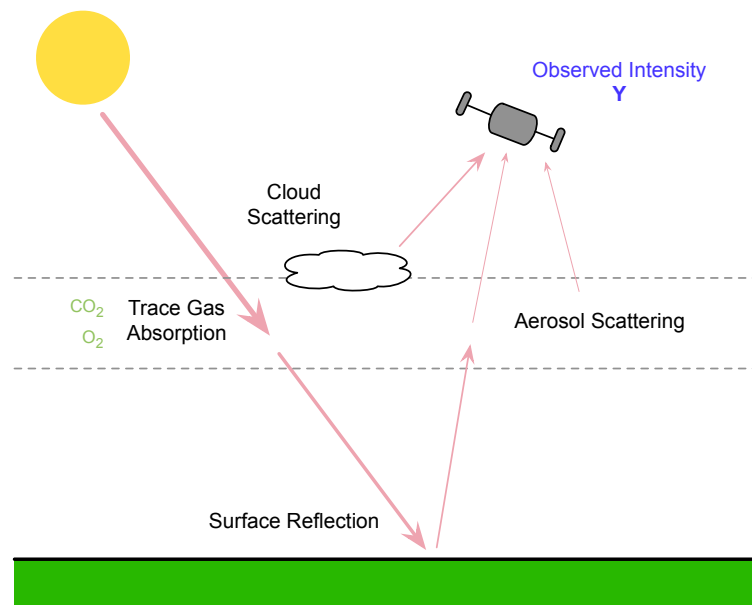 Observed Intensity
Y
Cloud
Scattering
CO₂
O₂
Trace Gas
Absorption
Aerosol Scattering
Surface Reflection